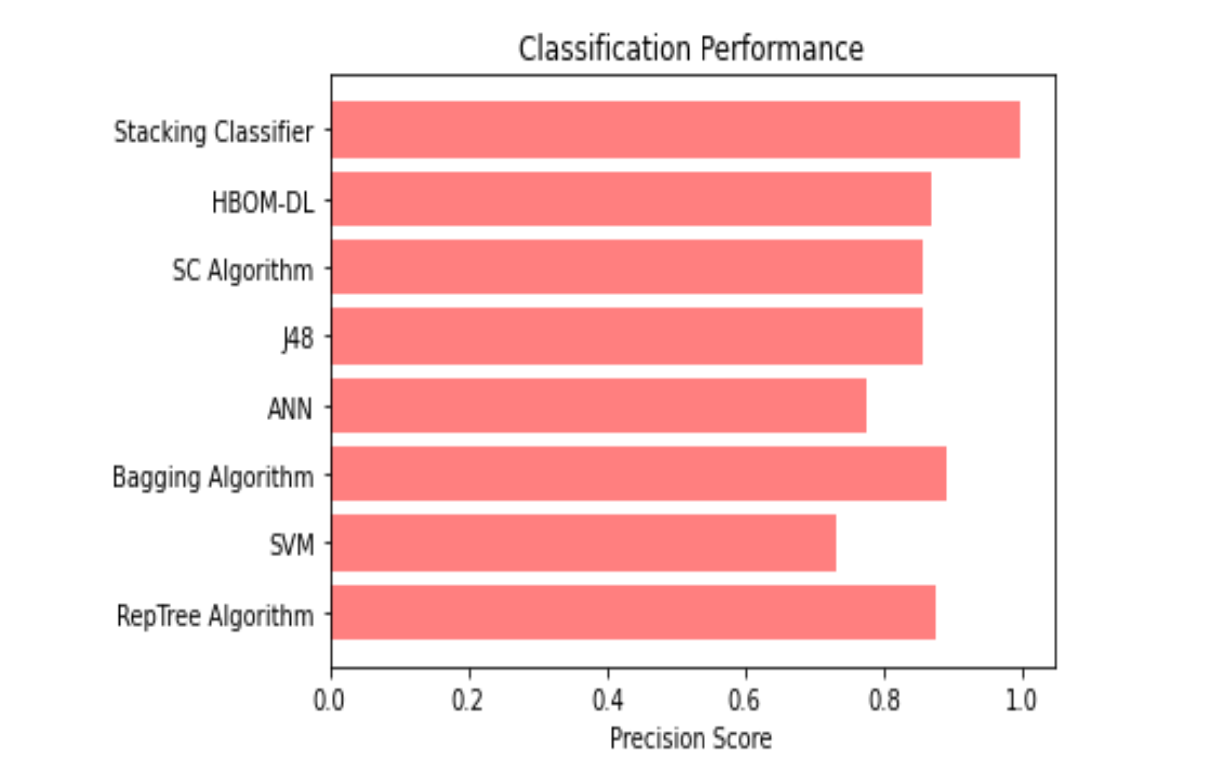 Classification Performance
Stacking Classifier
HBOM-DL
SC Algorithm
J48
ANN
Bagging Algorithm
SVM
RepTree Algorithm
0.0 0.2 0.4 0.6 0.8 1.0
Precision Score